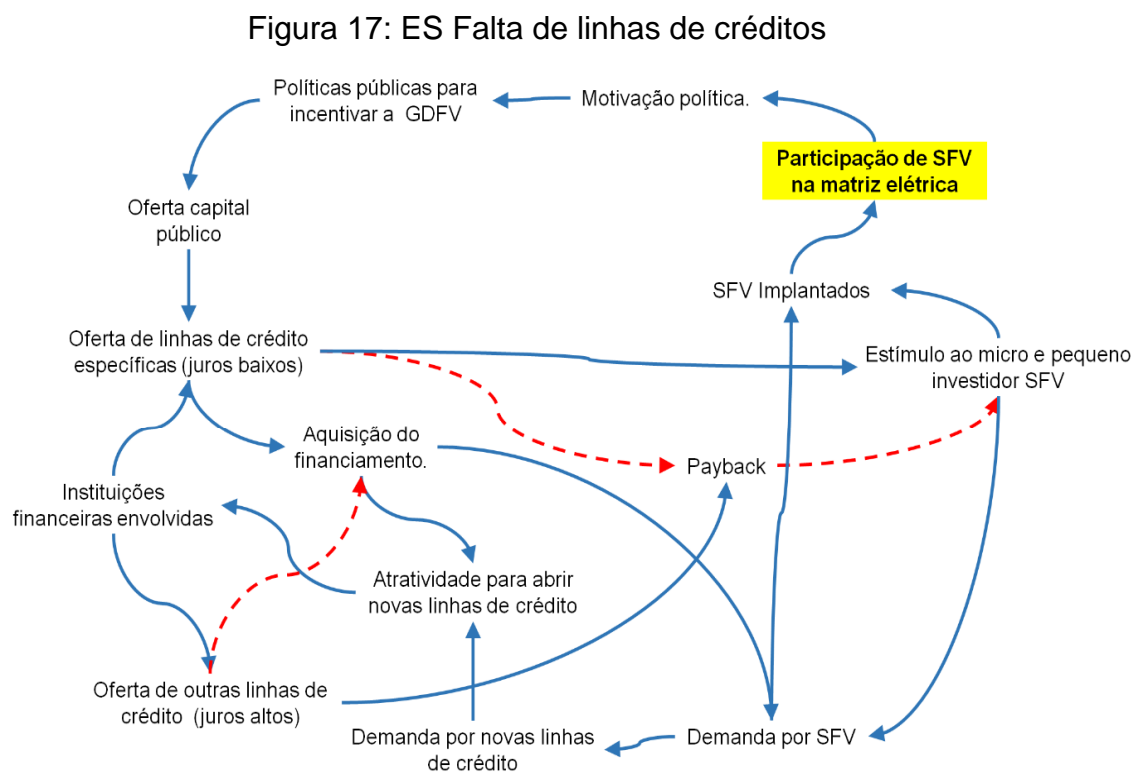 Figura 17: ES Falta de linhas de créditos
Políticas públicas para
incentivar a GDFV
Motivação política.
Participação de SFV
na matriz elétrica
Oferta capital
público
SFV Implantados
Oferta de linhas de crédito
específicas (juros baixos)
Estímulo ao micro e pequeno
investidor SFV
Aquisição do
financiamento.
Payback
Instituições
financeiras envolvidas
Atratividade para abrir
novas linhas de crédito
Oferta de outras linhas de
crédito (juros altos)
Demanda por novas linhas
de crédito
Demanda por SFV